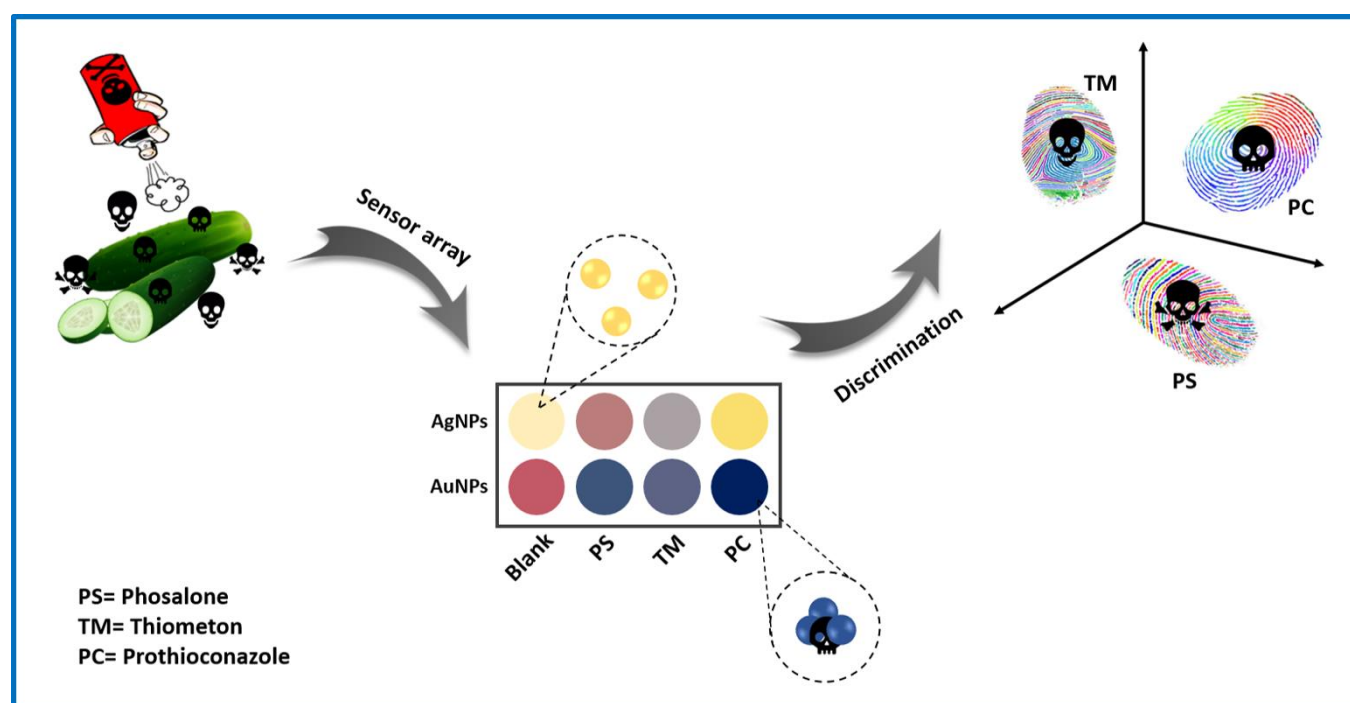 TM
PC
PS
Sensor array
Discrimination
AgNPs
AuNPs
Blank
PS
TM
PC
PS= Phosalone
TM= Thiometon
PC= Prothioconazole